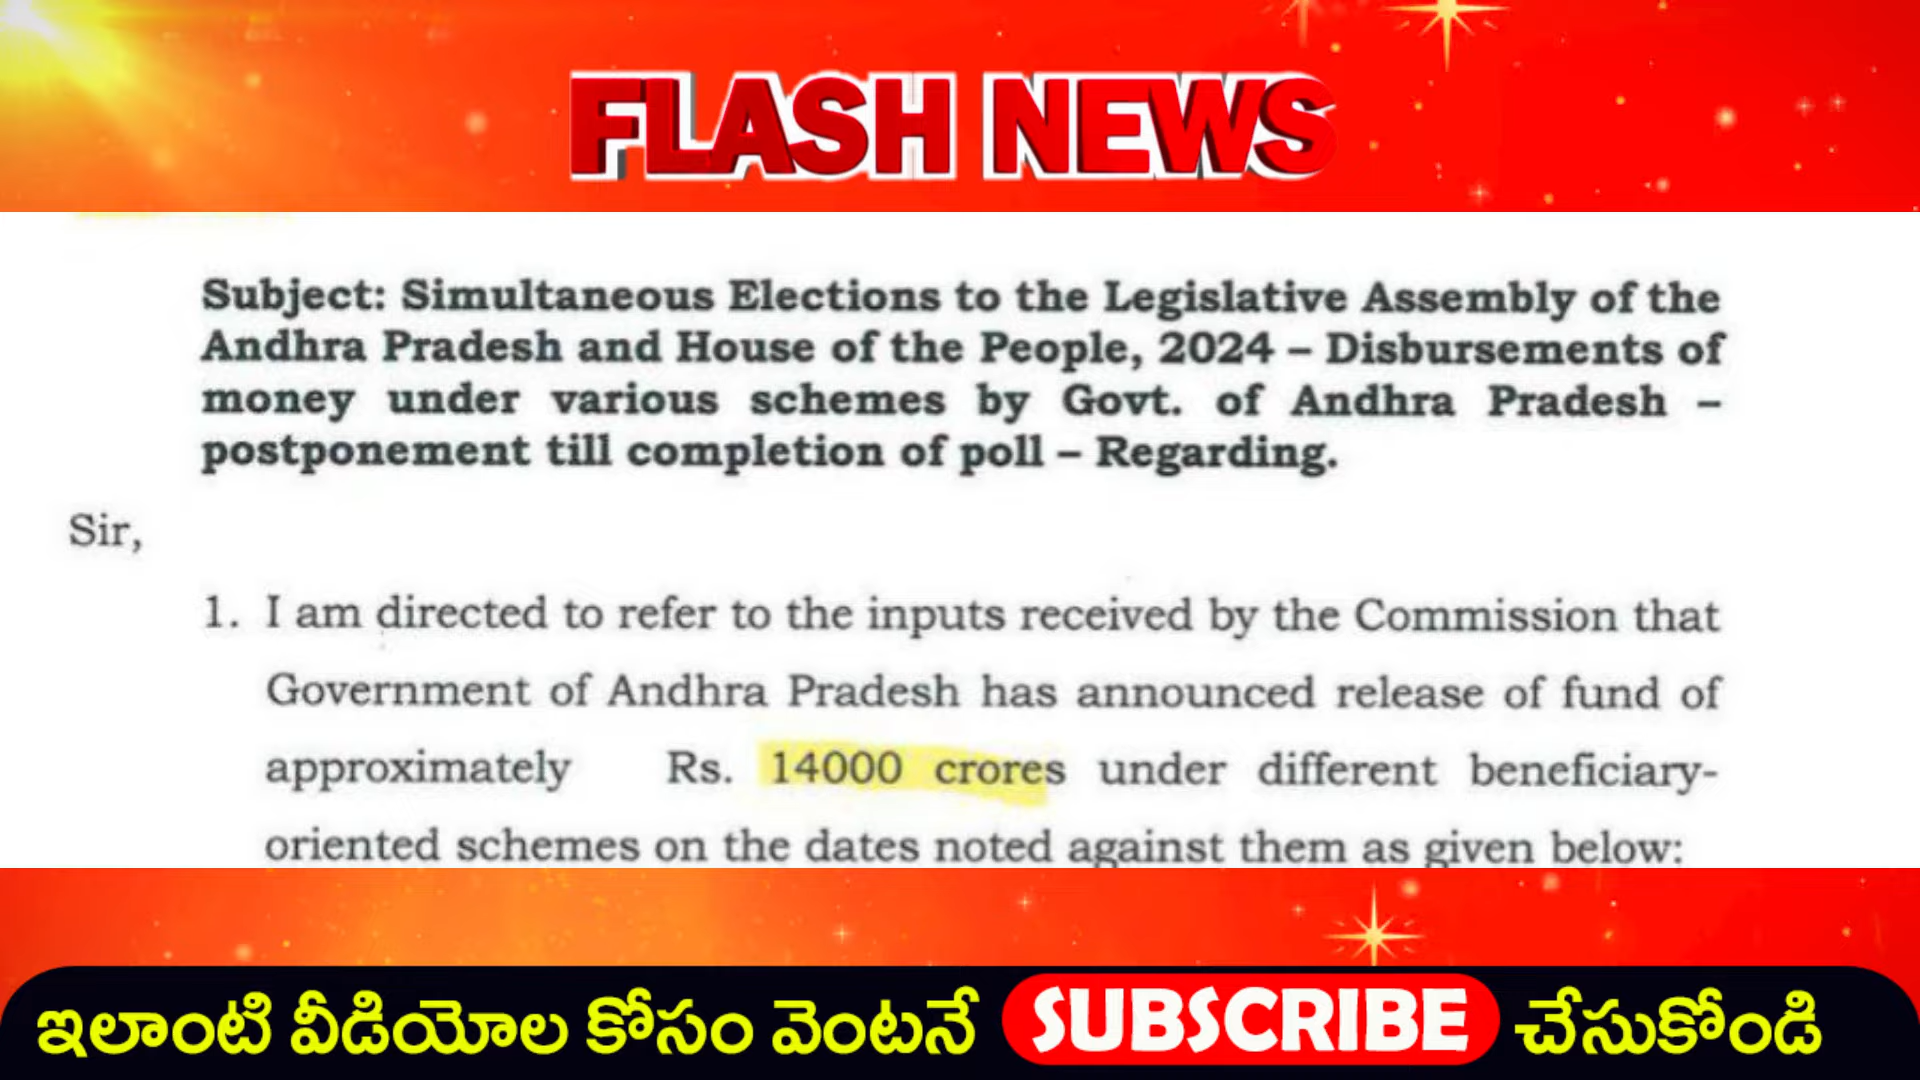 FLASH NEWS
Subject: Simultaneous Elections to the Legislative Assembly of the
Andhra Pradesh and House of the People, 2024 – Disbursements of
money under various schemes by Govt. of Andhra Pradesh –
postponement till completion of poll – Regarding.
Sir,
1. I am directed to refer to the inputs received by the Commission that
Government of Andhra Pradesh has announced release of fund of
approximately Rs. 14000 crores under different beneficiary-
oriented schemes on the dates noted against them as given below:
ఇలాంటి వీడియోల కోసం వెంటనే SUBSCRIBE చేసుకోండి